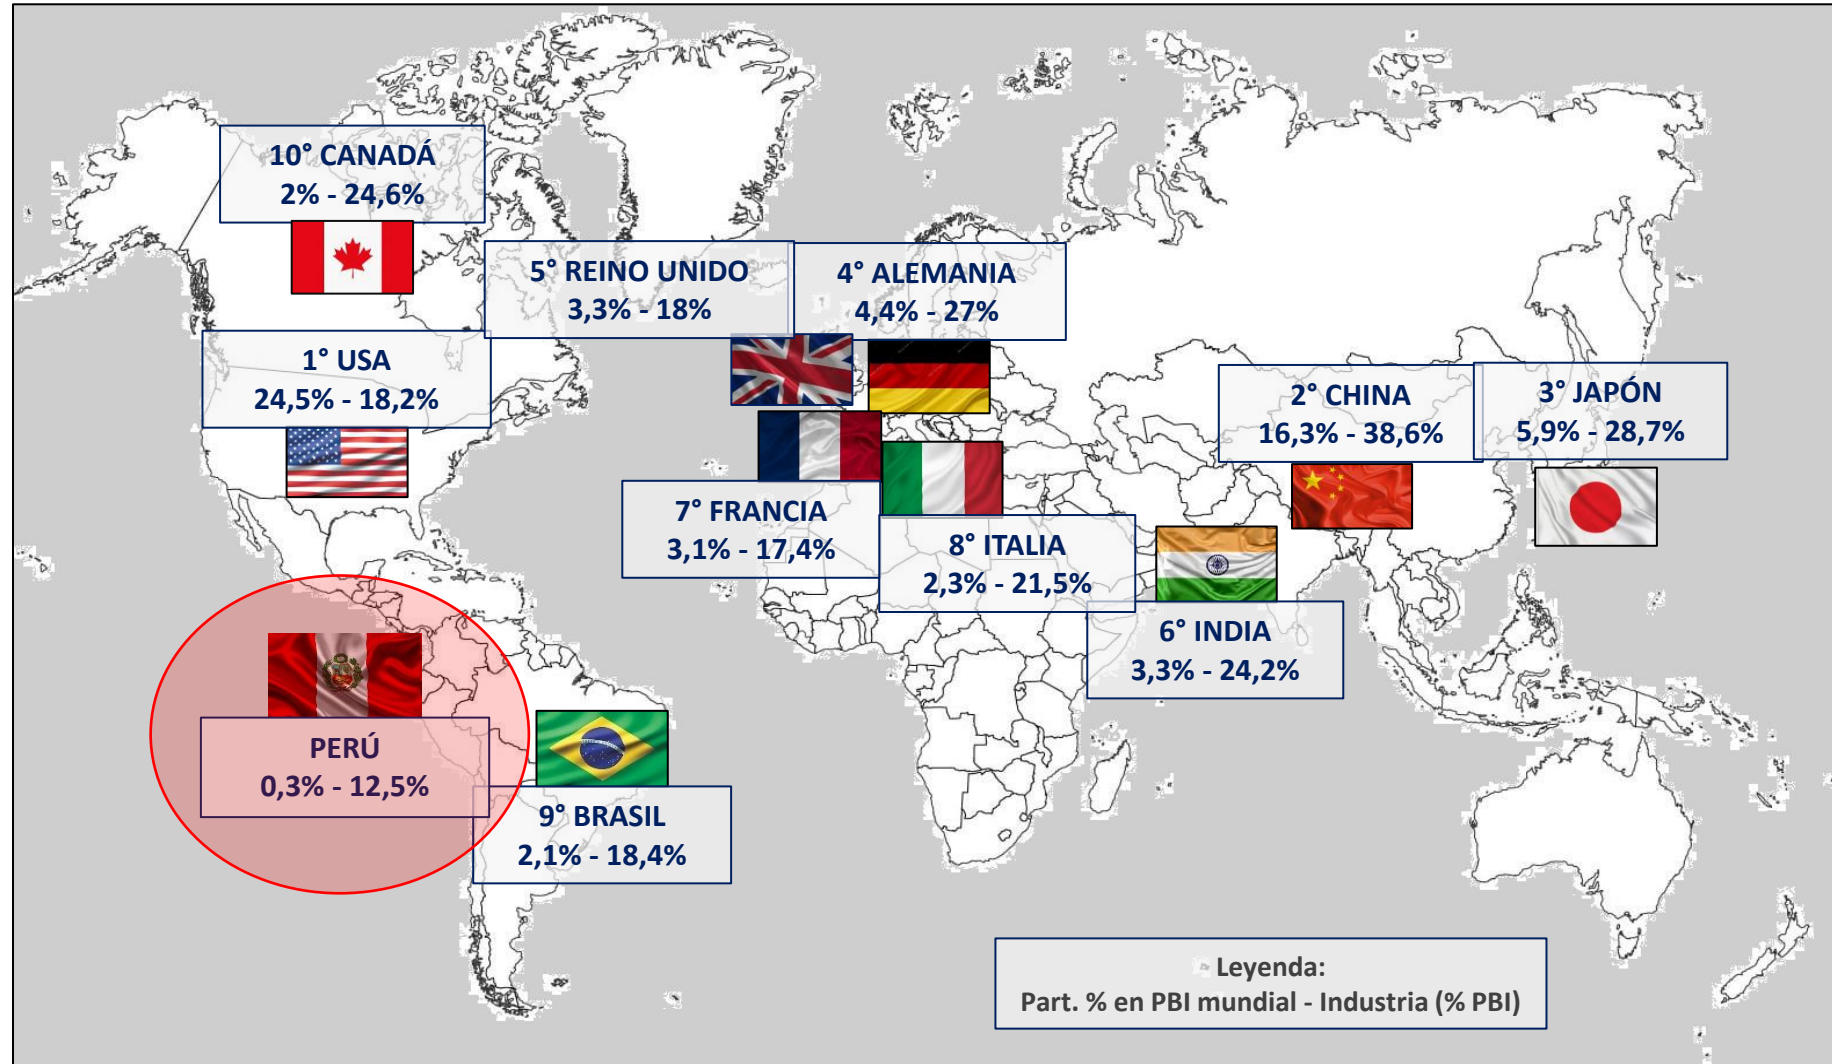 10° CANADÁ
2% - 24,6%
5° REINO UNIDO
3,3% - 18%
4° ALEMANIA
4,4% - 27%
1° USA
24,5% - 18,2%
2° CHINA
16,3% - 38,6%
3° JAPÓN
5,9% - 28,7%
7° FRANCIA
3,1% - 17,4%
8° ITALIA
2,3% - 21,5%
6° INDIA
3,3% - 24,2%
PERÚ
0,3% - 12,5%
9° BRASIL
2,1% - 18,4%
Leyenda:
Part. % en PBI mundial - Industria (% PBI)